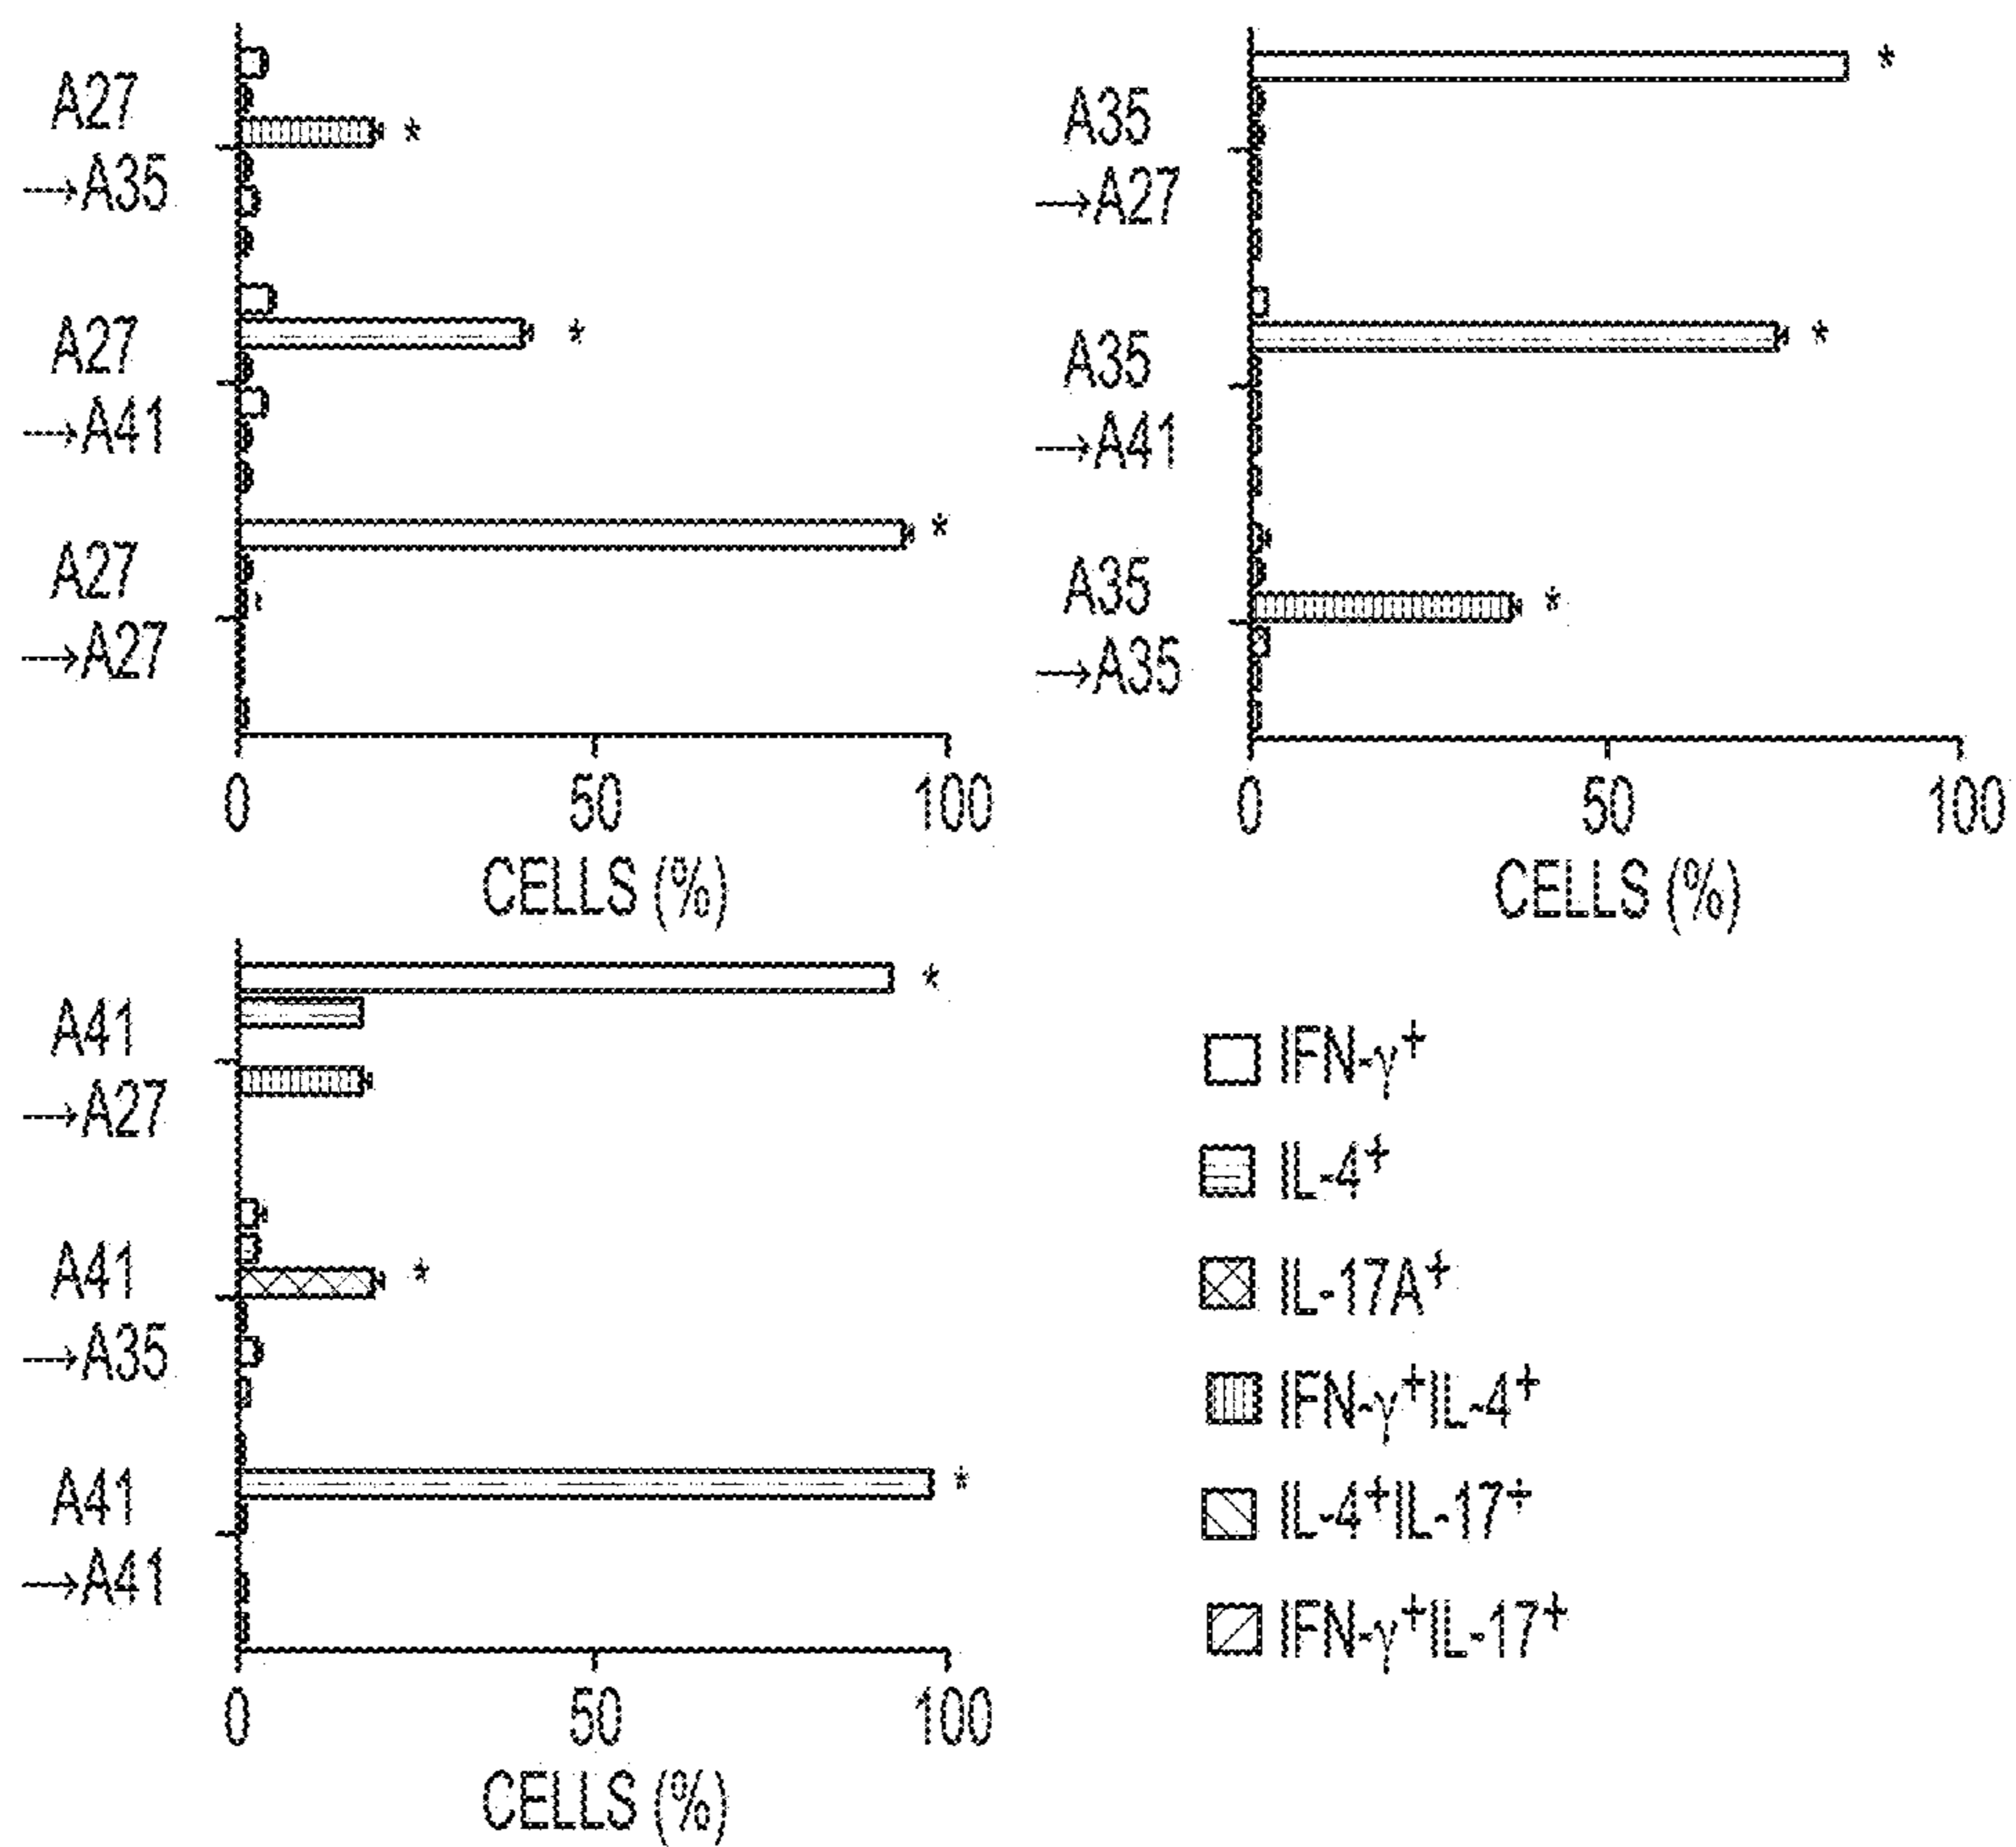 A27
→A35
*
A27
→A41
*
A27
→A27
*
0 50 100
CELLS (%)
A35
→A27
*
A35
→A41
*
A35
→A35
*
0 50 100
CELLS (%)
A41
→A27
*
A41
→A35
*
A41
→A41
*
0 50 100
CELLS (%)
IFN-γ⁺
IL-4⁺
IL-17A⁺
IFN-γ⁺IL-4⁺
IL-4⁺IL-17⁺
IFN-γ⁺IL-17⁺